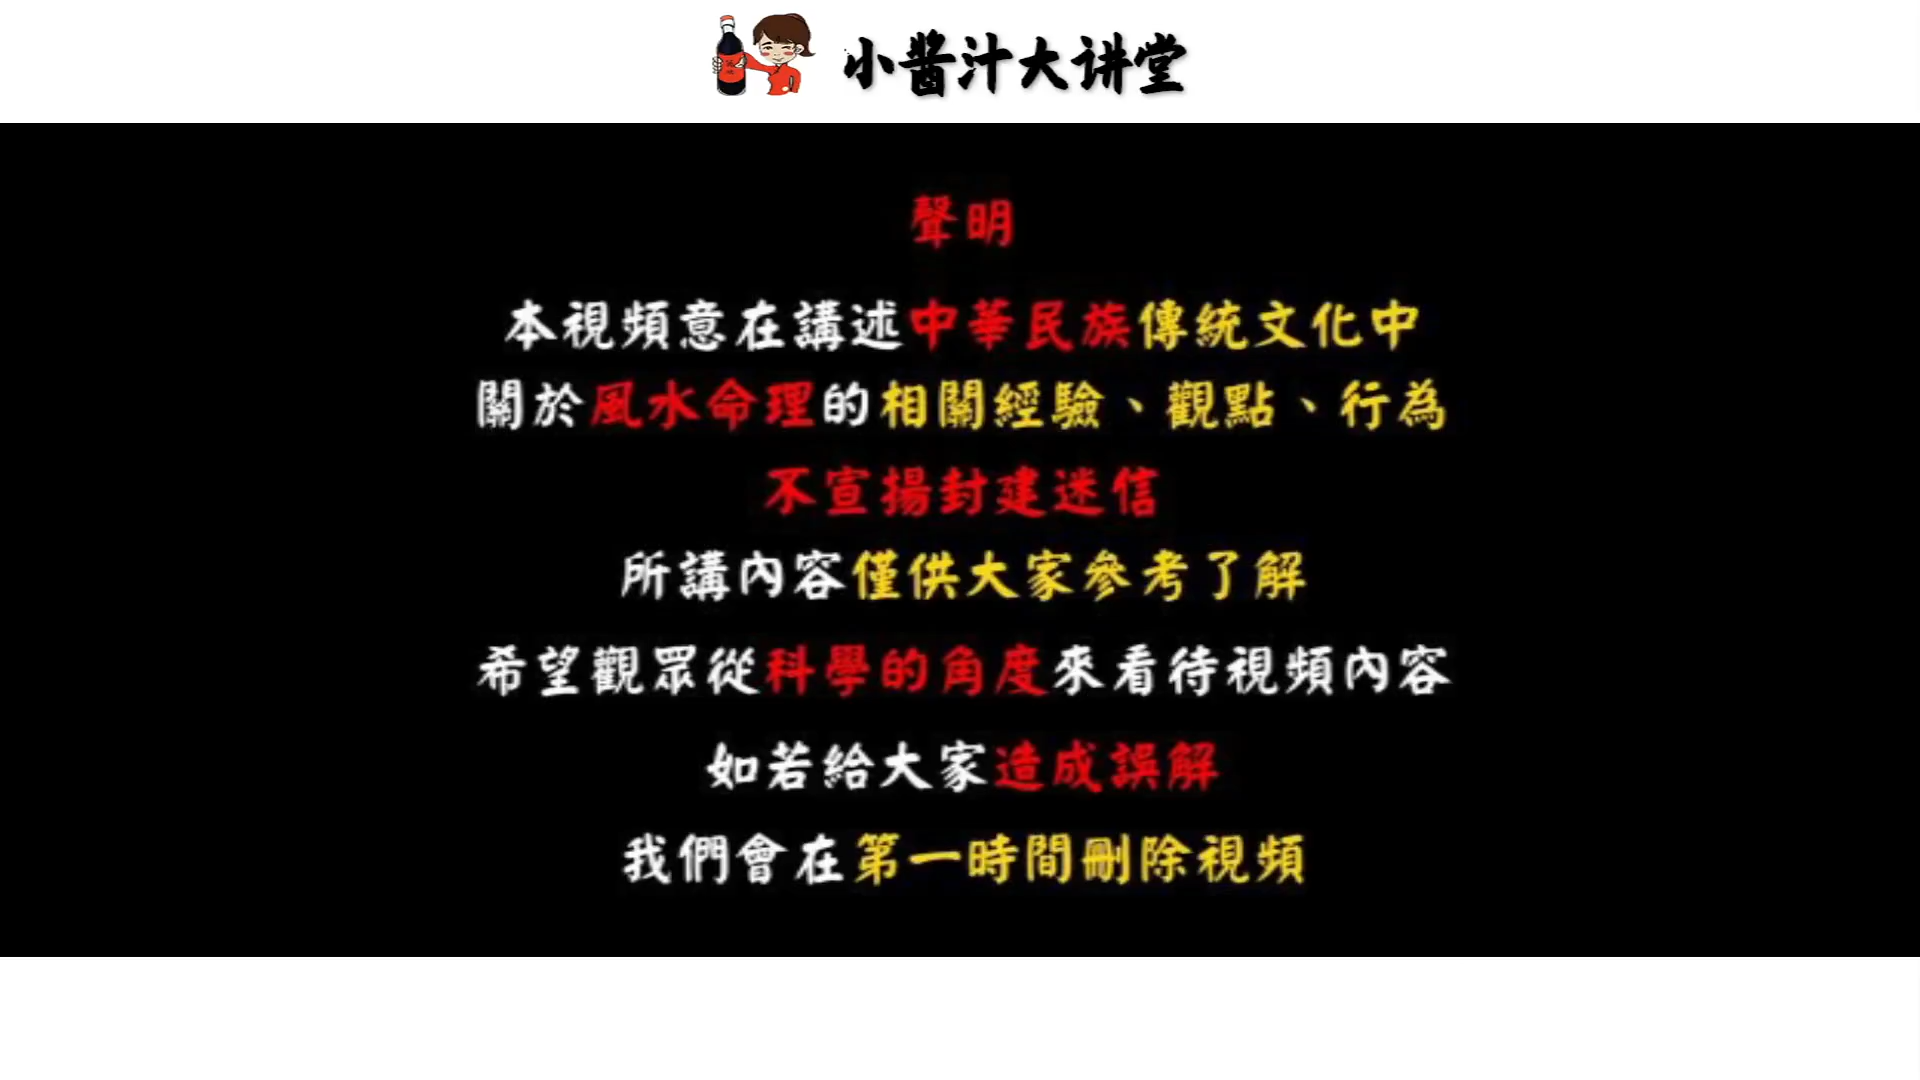 小酱汁大讲堂
聲明
本視頻意在講述中華民族傳統文化中
關於風水命理的相關經驗、觀點、行為
不宣揚封建迷信
所講內容僅供大家參考了解
希望觀眾從科學的角度來看待視頻內容
如若給大家造成誤解
我們會在第一時間刪除視頻